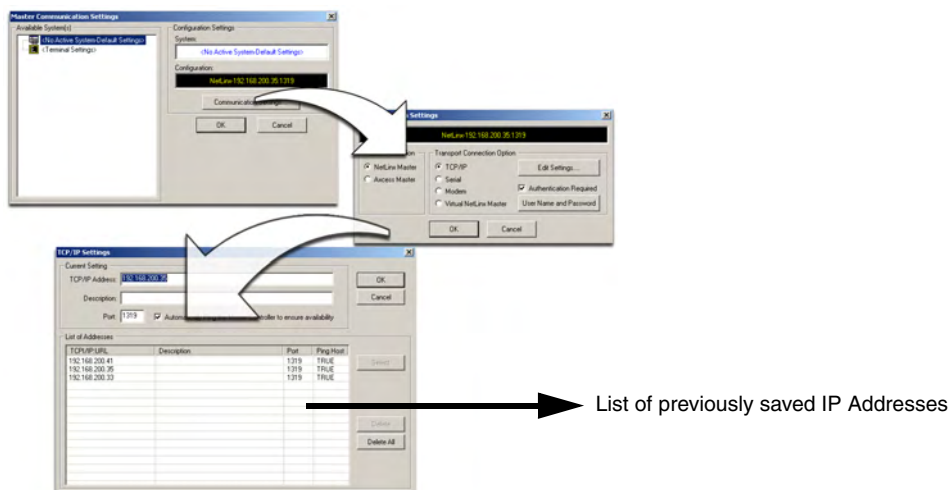 Master Communication Settings
Available System(s)
<No Active System-Default Settings>
<Terminal Settings>
Configuration Settings
System:
<No Active System-Default Settings>
Configuration:
NetLinx-192.168.200.35:1319
Communication Settings
OK Cancel
Settings
NetLinx-192.168.200.35:1319
NetLinx Master
Axcess Master
Transport Connection Option
TCP/IP
Serial
Modem
Virtual NetLinx Master
Edit Settings...
Authentication Required
User Name and Password
OK Cancel
TCP/IP Settings
Current Setting
TCP/IP Address: 192.168.200.35
Description:
Port: 1319
to ensure availability
OK
Cancel
List of Addresses
TCP/IP URL Description Port Ping Host
192.168.200.41 1319 TRUE
192.168.200.35 1319 TRUE
192.168.200.33 1319 TRUE
Select
Delete
Delete All
List of previously saved IP Addresses